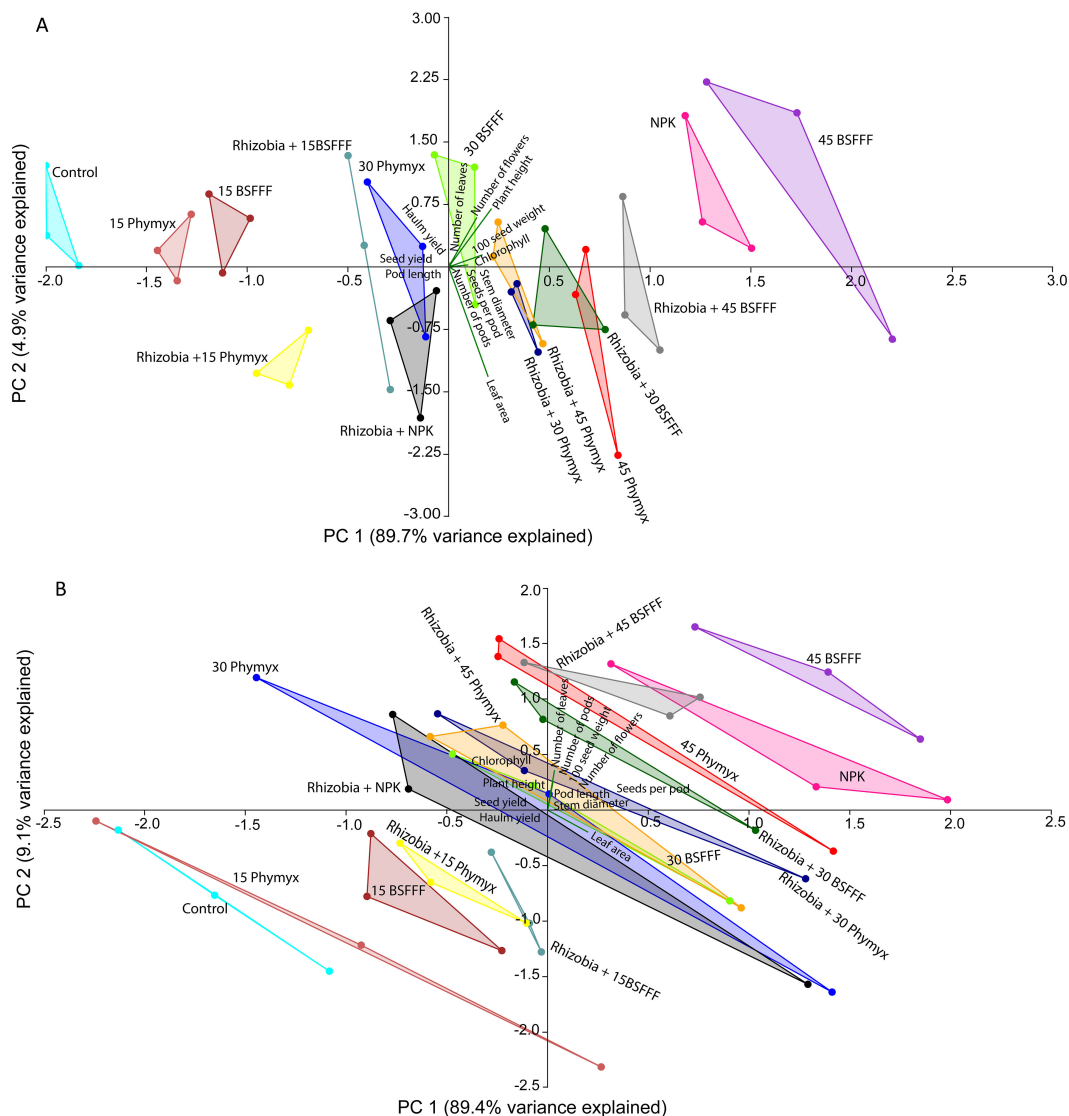 A
3.00
2.25
1.50
0.75
-0.75
-1.50
-2.25
-3.00
-2.0
-1.5
-1.0
-0.5
0.5
1.0
1.5
2.0
2.5
3.0
PC 2 (4.9% variance explained)
PC 1 (89.7% variance explained)
Control
15 Phymyx
15 BSFFF
Rhizobia + 15BSFFF
30 Phymyx
30 BSFFF
NPK
45 BSFFF
Rhizobia +15 Phymyx
Rhizobia + NPK
Rhizobia + 45 BSFFF
Rhizobia + 30 BSFFF
Rhizobia + 45 Phymyx
Rhizobia + 30 Phymyx
45 Phymyx
Number of leaves
Number of flowers
Plant height
Haulm yield
100 seed weight
Chlorophyll
Seed yield
Pod length
Stem diameter
Seeds per pod
Number of pods
Leaf area
B
2.0
1.5
1.0
0.5
-0.5
-1.0
-1.5
-2.0
-2.5
-2.5
-2.0
-1.5
-1.0
-0.5
0.5
1.0
1.5
2.0
2.5
PC 2 (9.1% variance explained)
PC 1 (89.4% variance explained)
30 Phymyx
Rhizobia + 45 Phymyx
Rhizobia + 45 BSFFF
45 BSFFF
45 Phymyx
NPK
Rhizobia + NPK
Number of leaves
Number of pods
100 seed weight
Number of flowers
Chlorophyll
Plant height
Pod length
Seeds per pod
Seed yield
Stem diameter
Haulm yield
Leaf area
30 BSFFF
Rhizobia + 30 BSFFF
Rhizobia + 30 Phymyx
Rhizobia +15 Phymyx
15 BSFFF
15 Phymyx
Control
Rhizobia + 15BSFFF